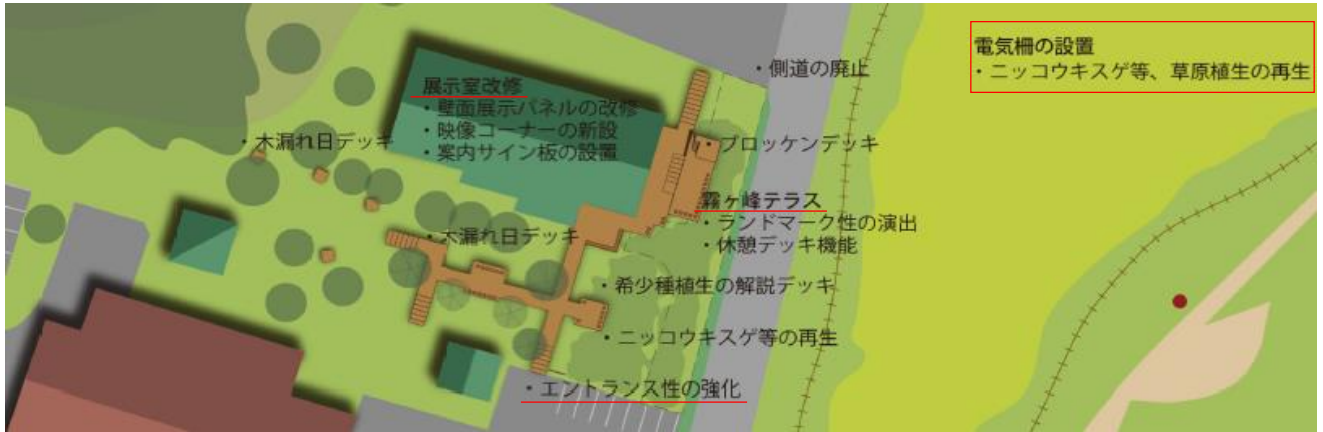 電気柵の設置
・ニッコウキスゲ等、草原植生の再生
・側道の廃止
展示室改修
・壁面展示パネルの改修
・映像コーナーの新設
・案内サイン板の設置
・木漏れ日デッキ
・ブロッケンデッキ
霧ヶ峰テラス
・ランドマーク性の演出
・休憩デッキ機能
・木漏れ日デッキ
・希少種植生の解説デッキ
・ニッコウキスゲ等の再生
・エントランス性の強化